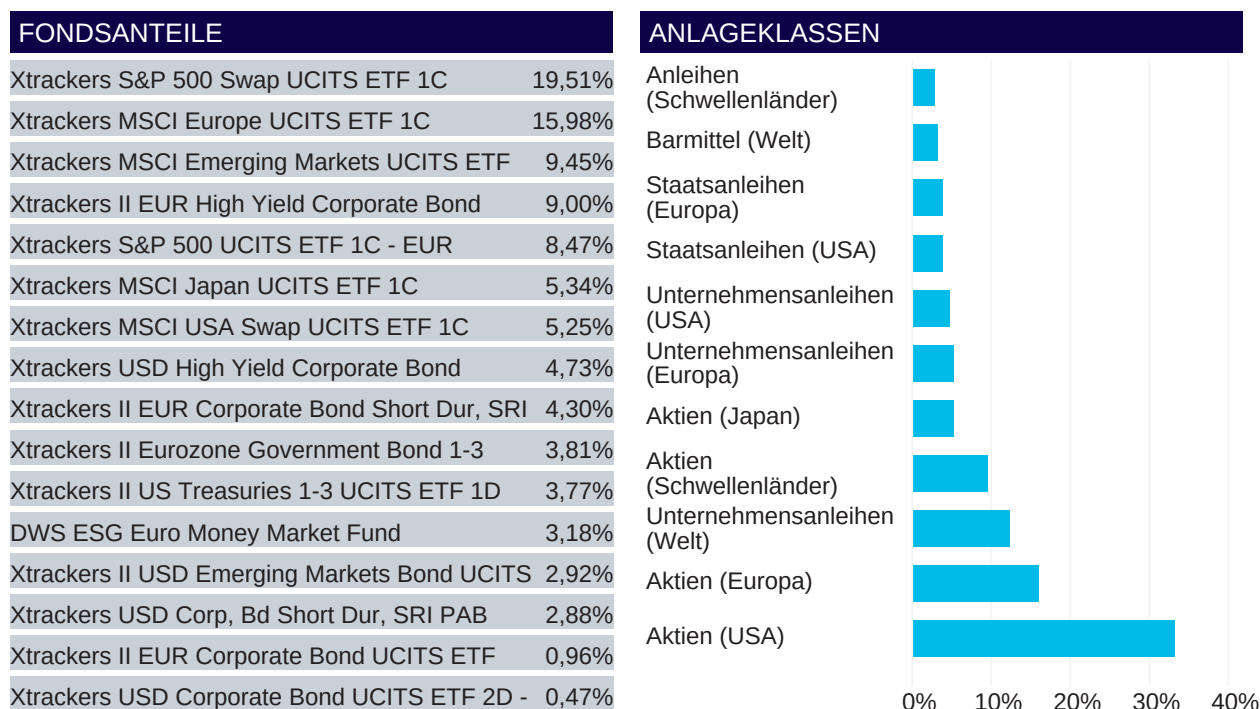 FONDSANTEILE
Xtrackers S&P 500 Swap UCITS ETF 1C 19,51%
Xtrackers MSCI Europe UCITS ETF 1C 15,98%
Xtrackers MSCI Emerging Markets UCITS ETF 9,45%
Xtrackers II EUR High Yield Corporate Bond 9,00%
Xtrackers S&P 500 UCITS ETF 1C - EUR 8,47%
Xtrackers MSCI Japan UCITS ETF 1C 5,34%
Xtrackers MSCI USA Swap UCITS ETF 1C 5,25%
Xtrackers USD High Yield Corporate Bond 4,73%
Xtrackers II EUR Corporate Bond Short Dur, SRI 4,30%
Xtrackers II Eurozone Government Bond 1-3 3,81%
Xtrackers II US Treasuries 1-3 UCITS ETF 1D 3,77%
DWS ESG Euro Money Market Fund 3,18%
Xtrackers II USD Emerging Markets Bond UCITS 2,92%
Xtrackers USD Corp, Bd Short Dur, SRI PAB 2,88%
Xtrackers II EUR Corporate Bond UCITS ETF 0,96%
Xtrackers USD Corporate Bond UCITS ETF 2D - 0,47%
ANLAGEKLASSEN
Anleihen
(Schwellenländer)
Barmittel (Welt)
Staatsanleihen
(Europa)
Staatsanleihen (USA)
Unternehmensanleihen
(USA)
Unternehmensanleihen
(Europa)
Aktien (Japan)
Aktien
(Schwellenländer)
Unternehmensanleihen
(Welt)
Aktien (Europa)
Aktien (USA)
0% 10% 20% 30% 40%